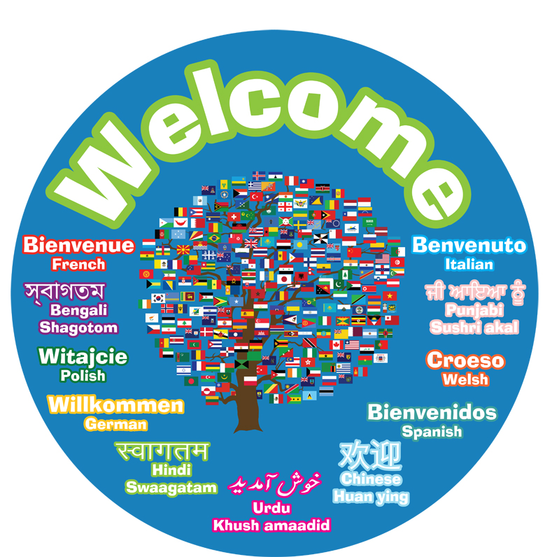 Welcome
Bienvenue
French
স্বাগতম
Bengali
Shagotom
Witajcie
Polish
Willkommen
German
स्वागतम
Hindi
Swaagatam
خوش آمدید
Urdu
Khush amaadid
欢迎
Chinese
Huan ying
Bienvenidos
Spanish
Croeso
Welsh
ਜੀ ਆਇਆ ਨੂੰ
Punjabi
Sushri akal
Benvenuto
Italian